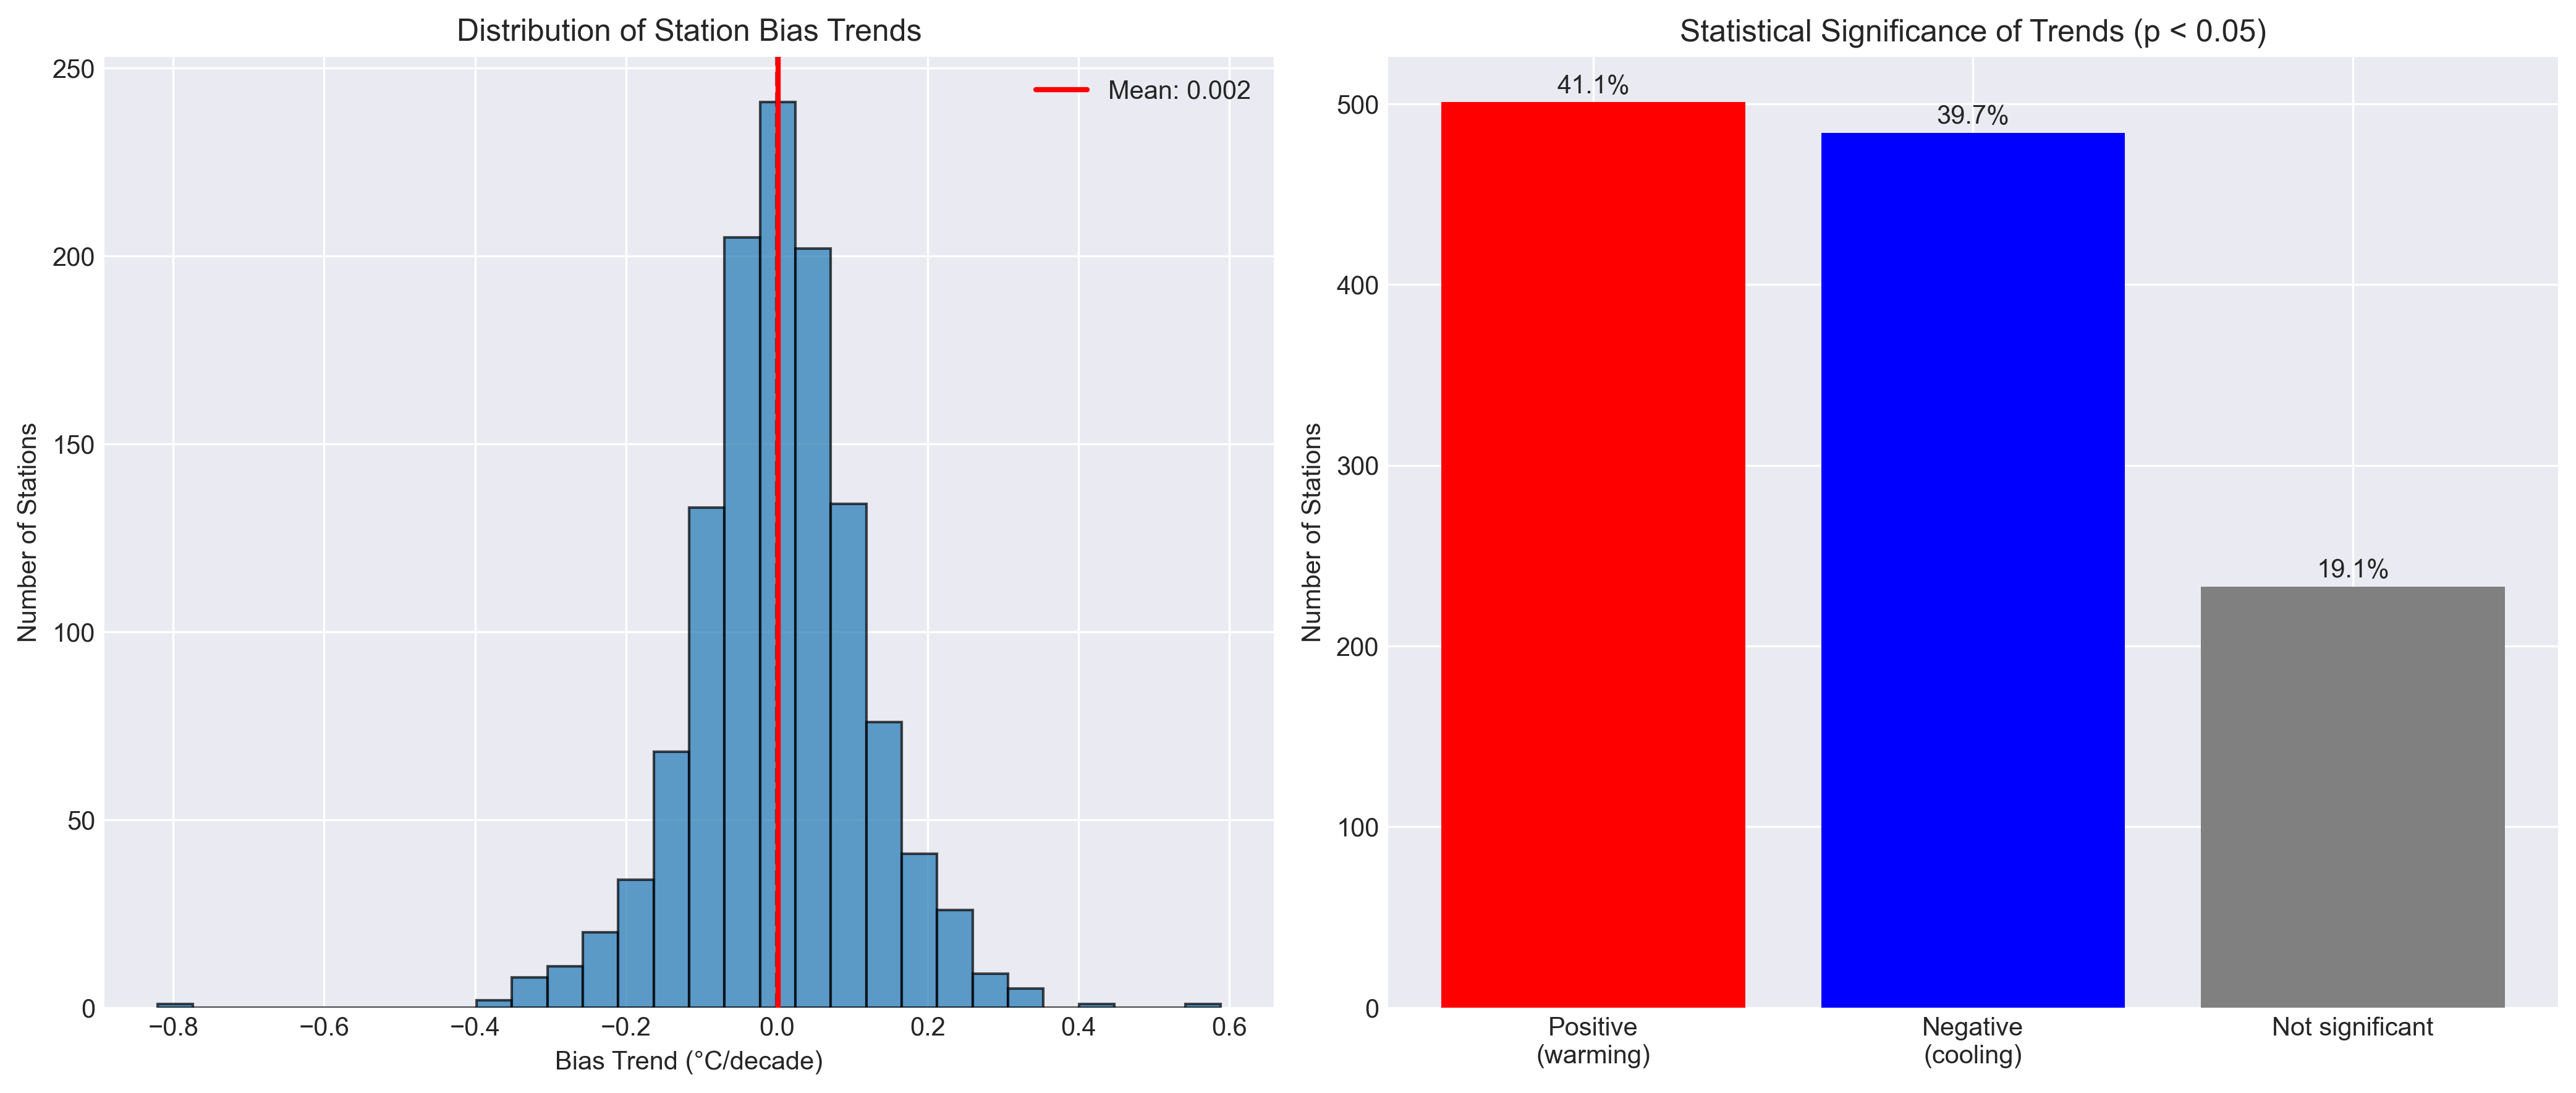 Distribution of Station Bias Trends
250
200
150
100
50
0
Number of Stations
Mean: 0.002
−0.8 −0.6 −0.4 −0.2 0.0 0.2 0.4 0.6
Bias Trend (°C/decade)
Statistical Significance of Trends (p < 0.05)
500
400
300
200
100
0
Number of Stations
41.1%
39.7%
19.1%
Positive
(warming)
Negative
(cooling)
Not significant